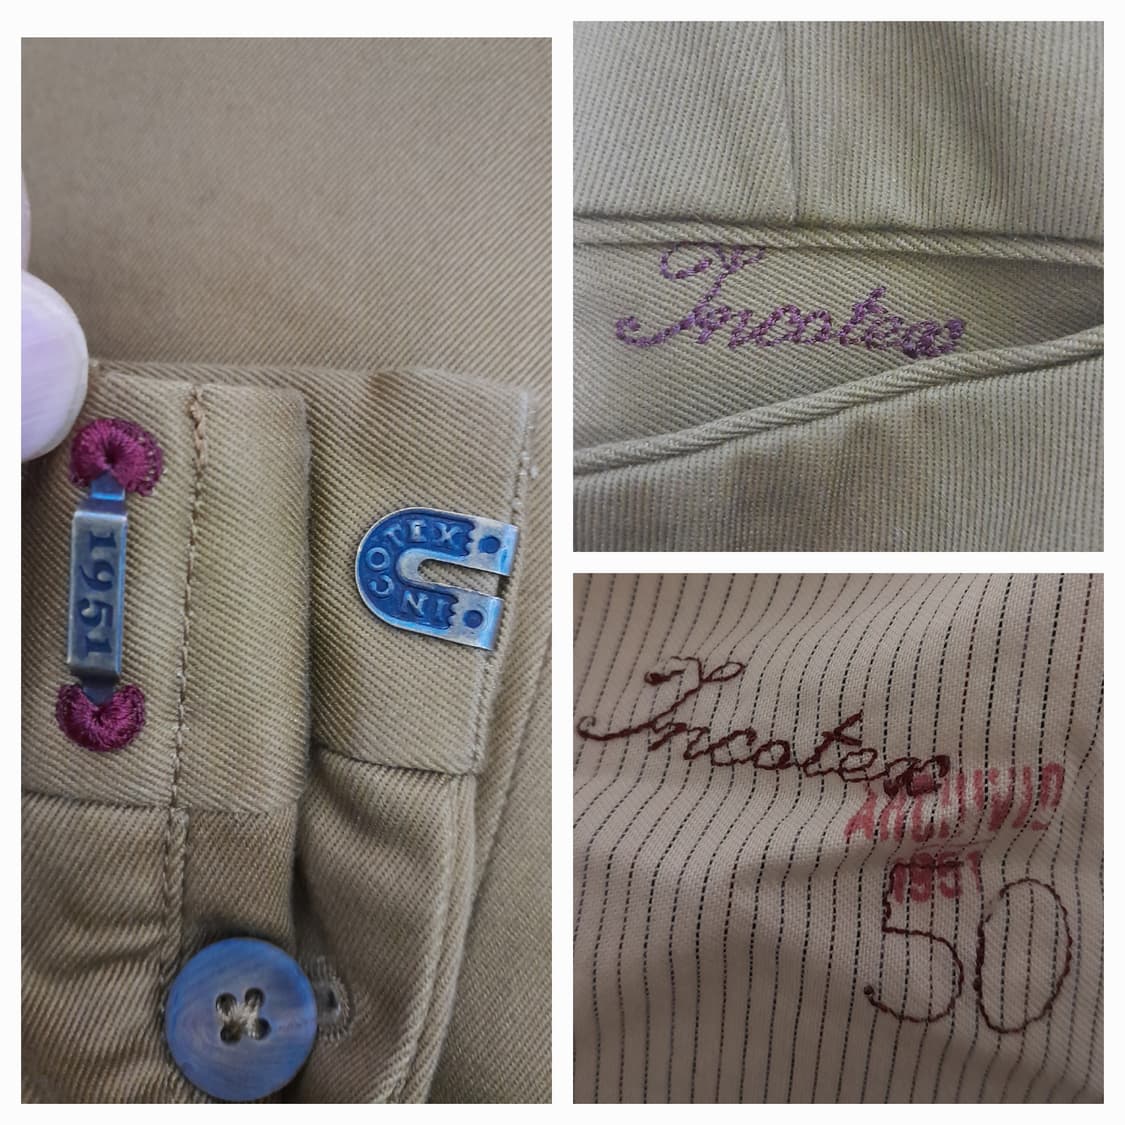 1951
INCOTEX
Incotex
Incotex
ARCHIVIO
1951
50